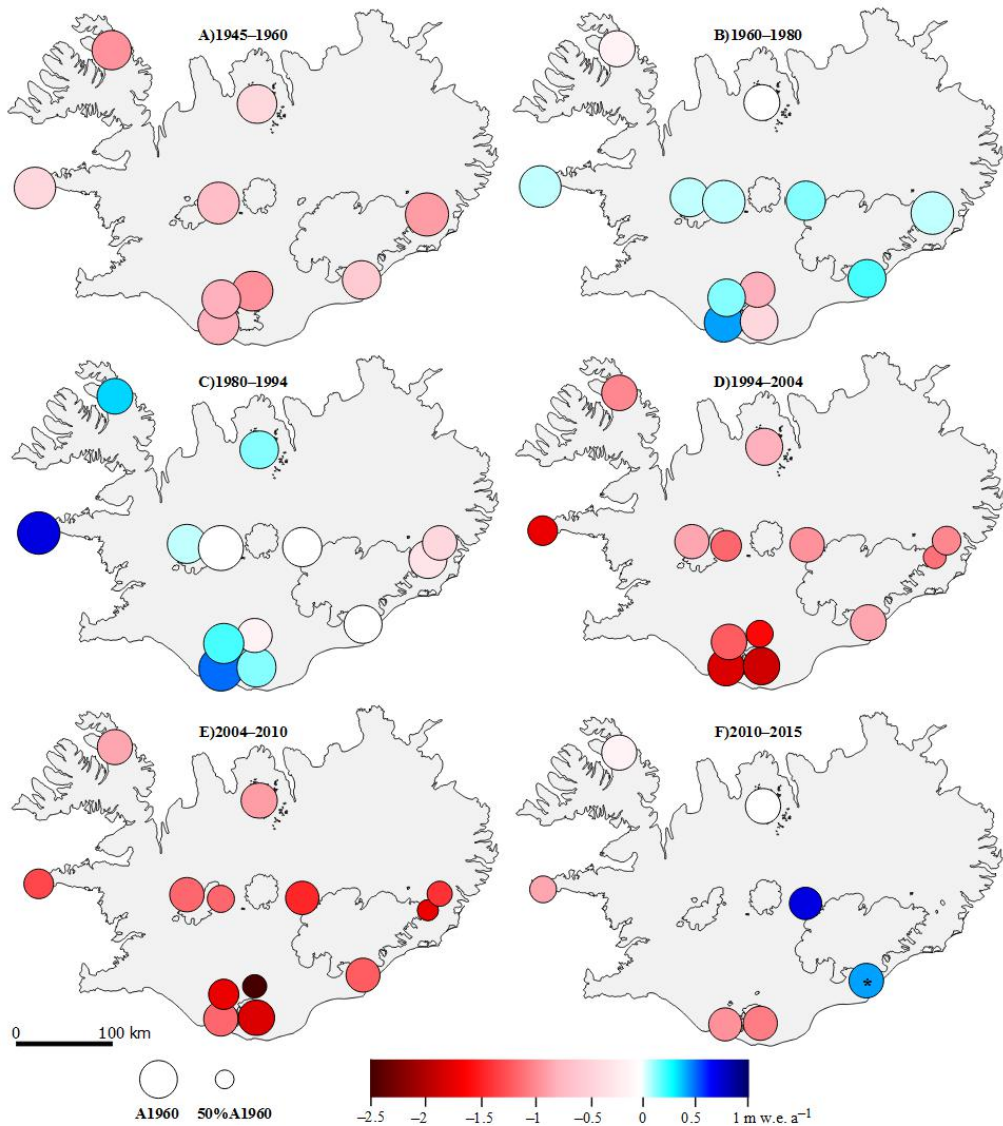 A)1945–1960
B)1960–1980
C)1980–1994
D)1994–2004
E)2004–2010
F)2010–2015
*
0 100 km
A1960 50%A1960
–2.5 –2 –1.5 –1 –0.5 0 0.5 1 m w.e. a–1